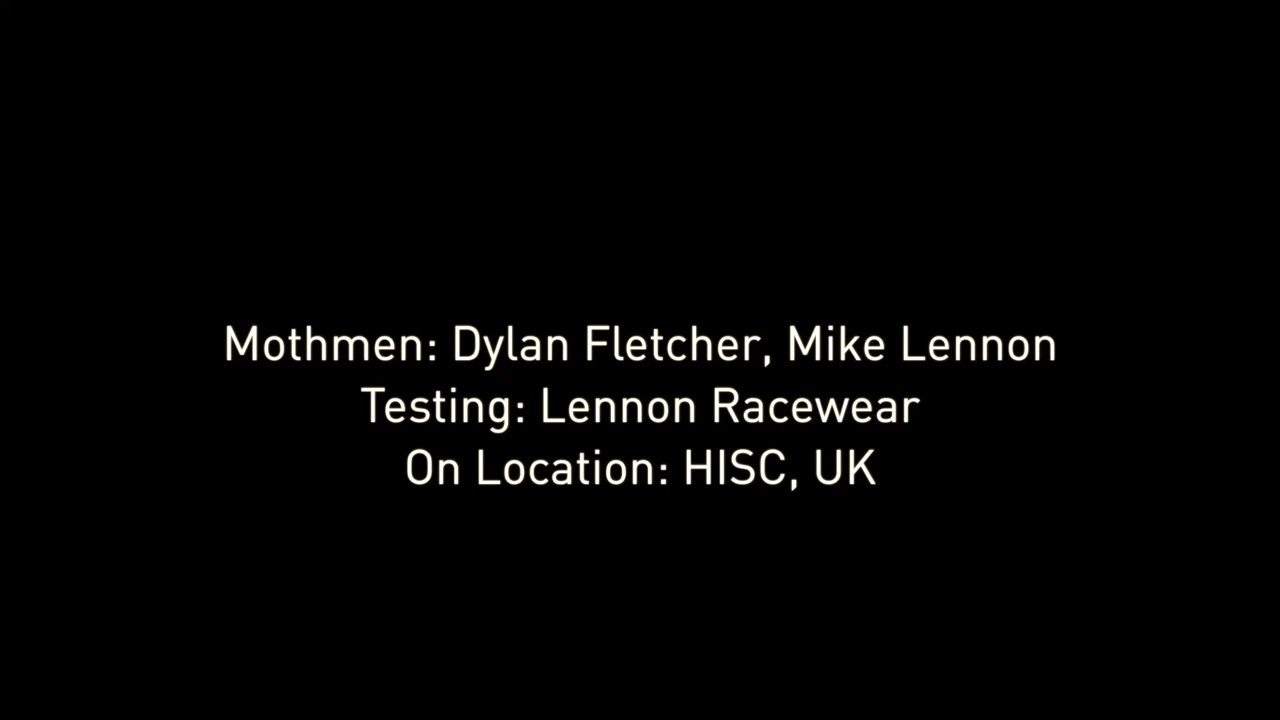 Mothmen: Dylan Fletcher, Mike Lennon
Testing: Lennon Racewear
On Location: HISC, UK